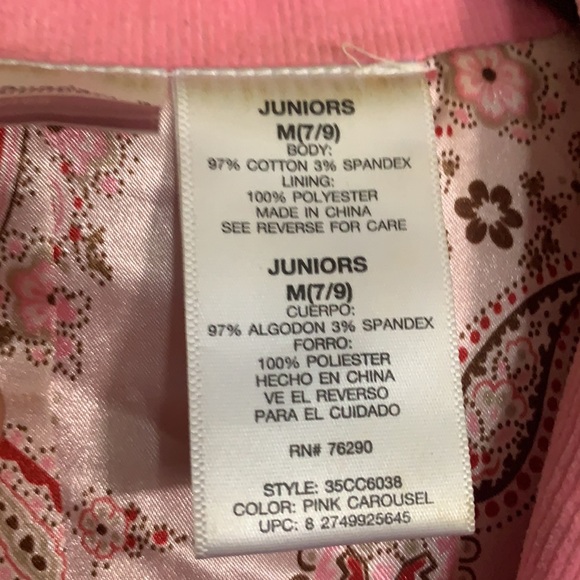 JUNIORS
M(7/9)
BODY:
97% COTTON 3% SPANDEX
LINING:
100% POLYESTER
MADE IN CHINA
SEE REVERSE FOR CARE
JUNIORS
M(7/9)
CUERPO:
97% ALGODON 3% SPANDEX
FORRO:
100% POLIESTER
HECHO EN CHINA
VE EL REVERSO
PARA EL CUIDADO
RN# 76290
STYLE: 35CC6038
COLOR: PINK CAROUSEL
UPC: 8 2749925645